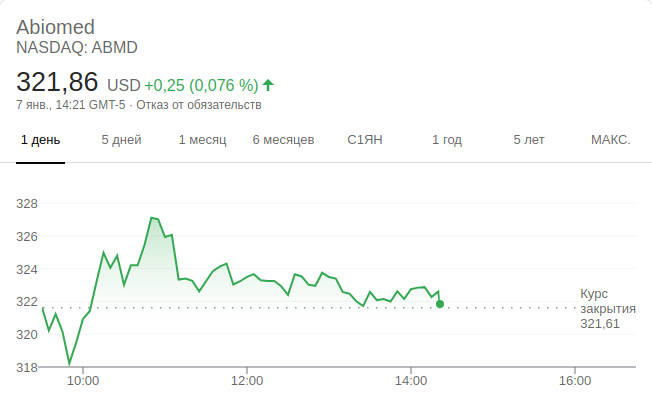 Abiomed
NASDAQ: ABMD
321,86 USD +0,25 (0,076 %)
7 янв., 14:21 GMT-5 · Отказ от обязательств
1 день 5 дней 1 месяц 6 месяцев С1ЯН 1 год 5 лет МАКС.
328
326
324
322
320
318
Курс
закрытия
321,61
10:00 12:00 14:00 16:00